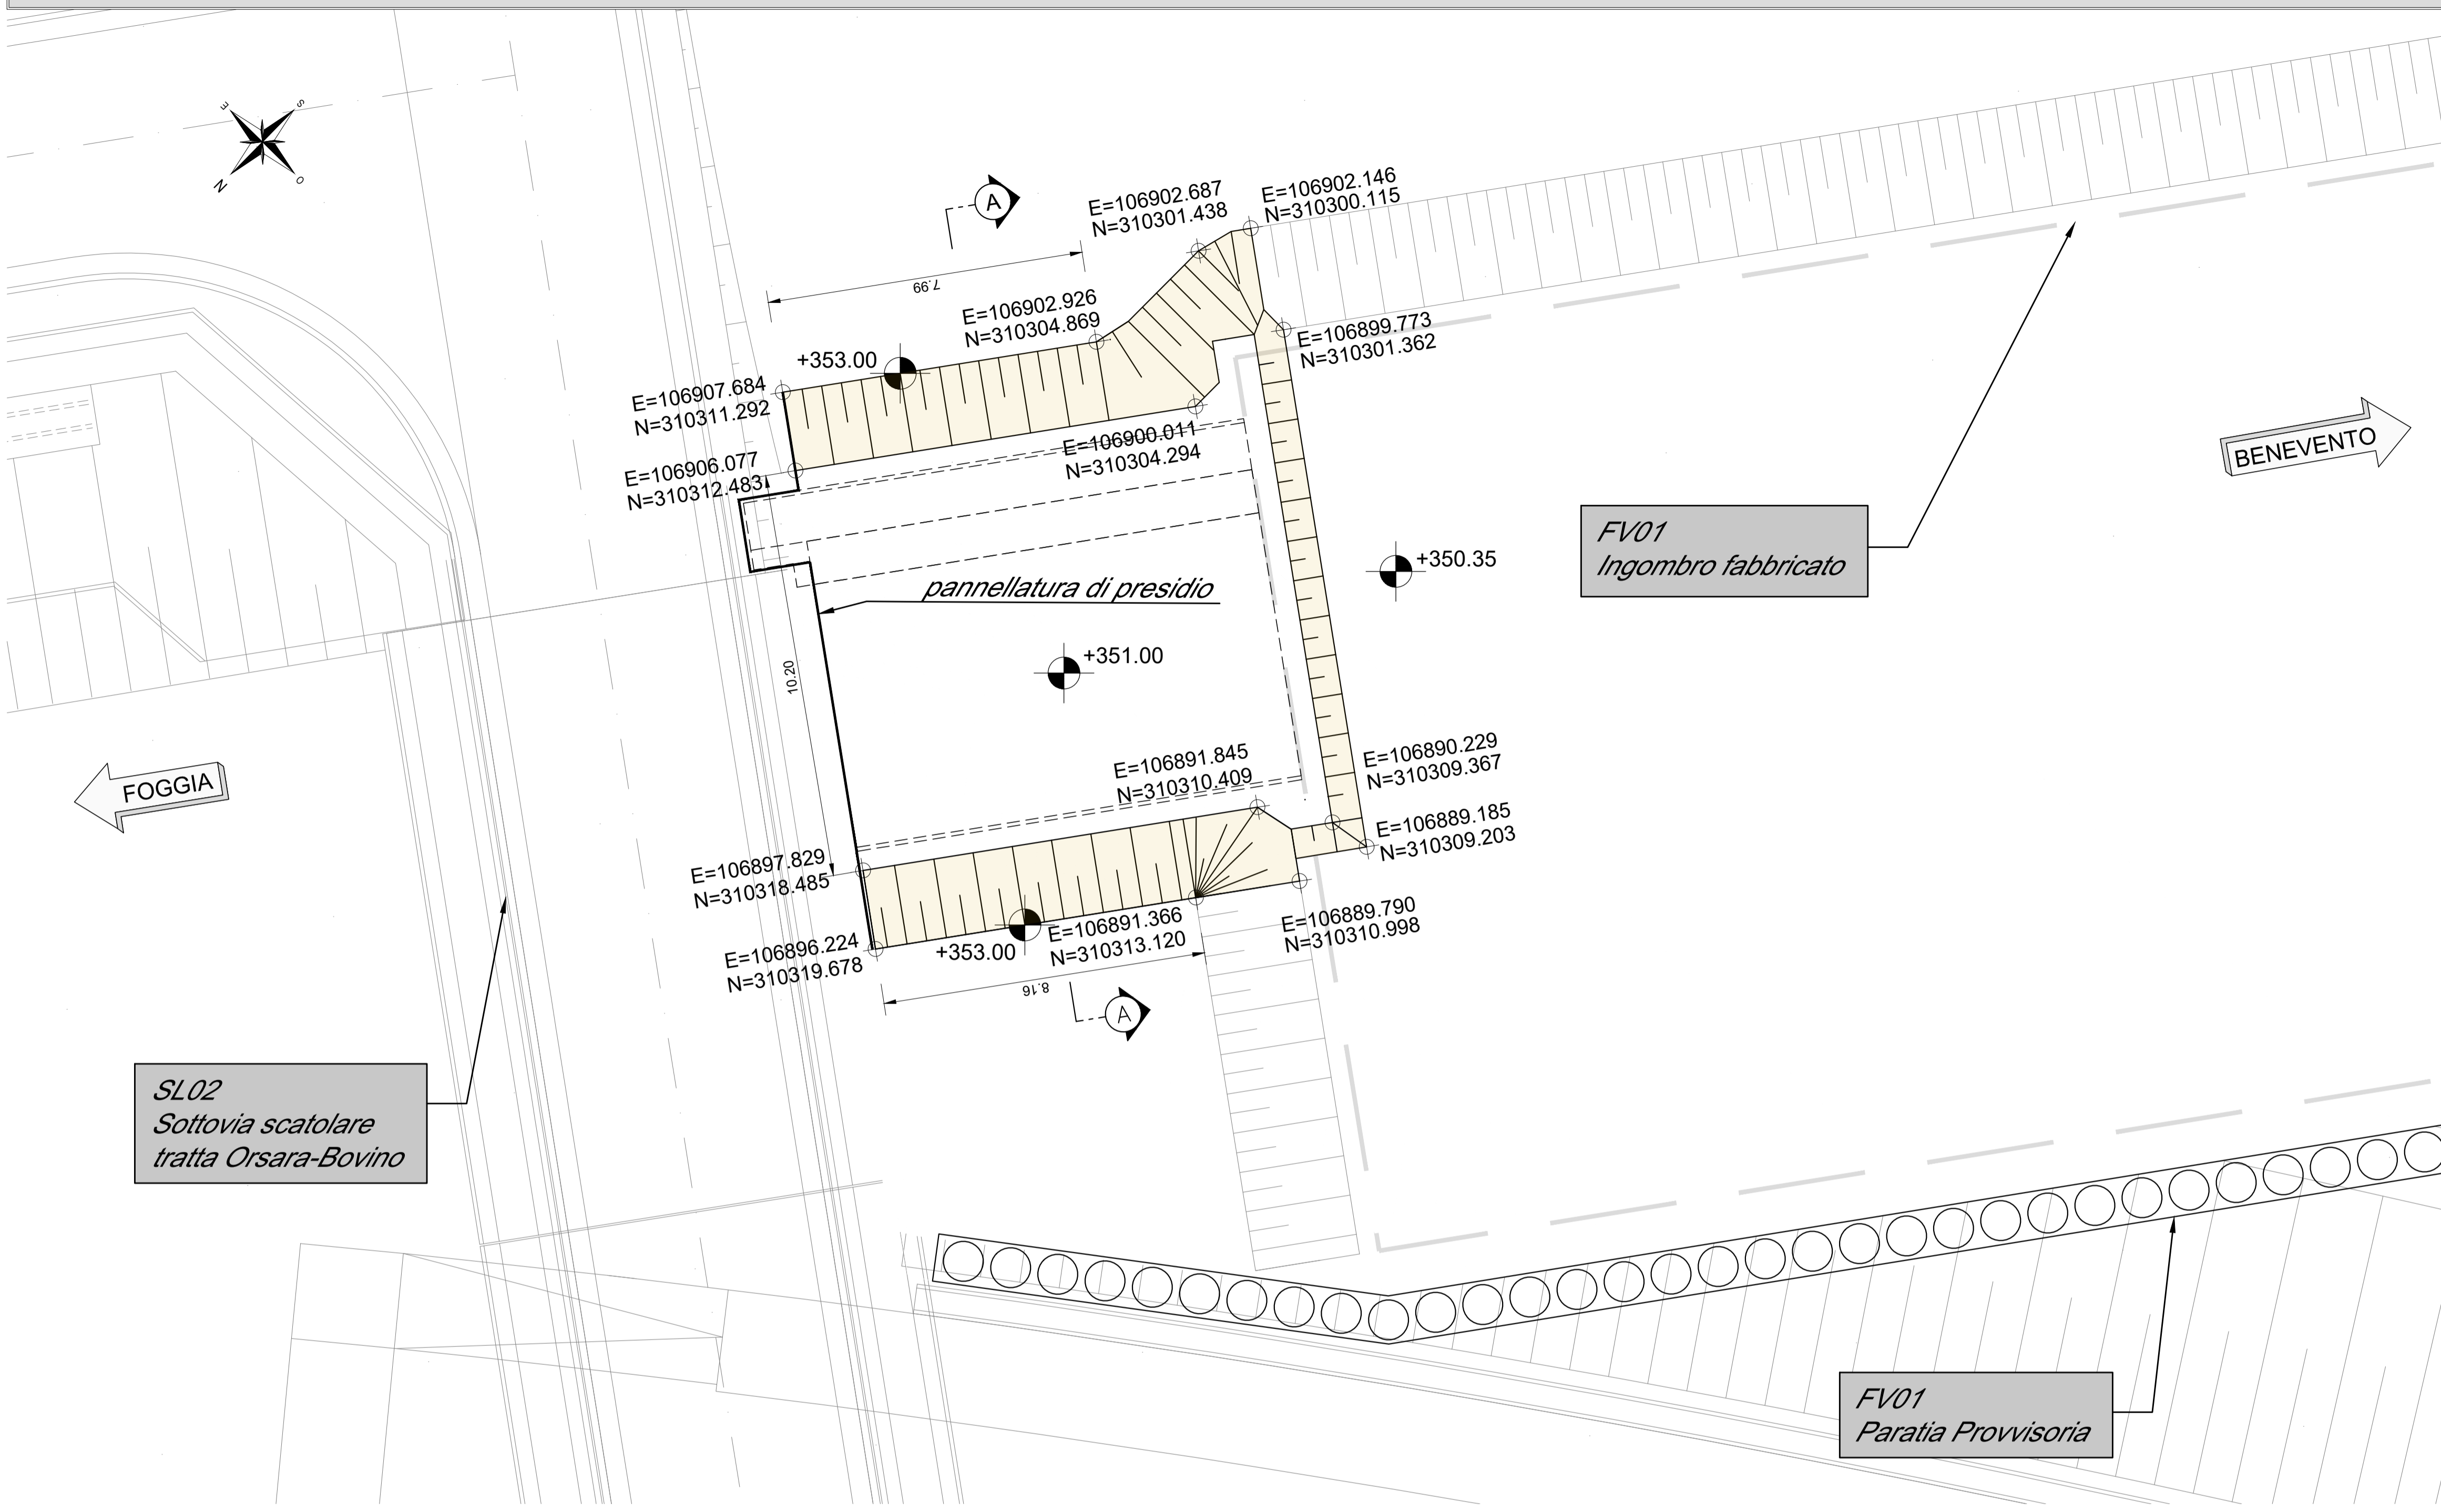 E
S
N
O
A
E=106902.687
N=310301.438
E=106902.146
N=310300.115
7.99
E=106902.926
N=310304.869
E=106899.773
N=310301.362
+353.00
E=106907.684
N=310311.292
E=106900.011
N=310304.294
E=106906.077
N=310312.483
BENEVENTO
FV01
Ingombro fabbricato
+350.35
pannellatura di presidio
+351.00
10.20
FOGGIA
E=106891.845
N=310310.409
E=106890.229
N=310309.367
E=106889.185
N=310309.203
E=106897.829
N=310318.485
E=106896.224
N=310319.678
+353.00
E=106891.366
N=310313.120
E=106889.790
N=310310.998
8.16
A
SL02
Sottovia scatolare
tratta Orsara-Bovino
FV01
Paratia Provvisoria